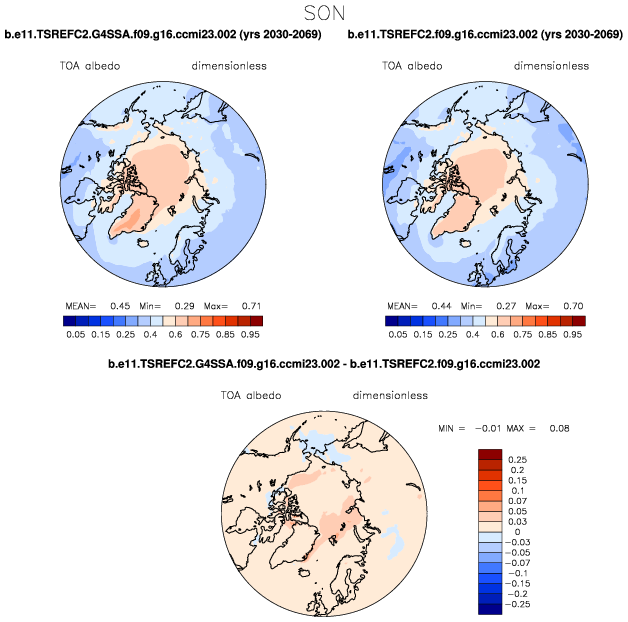 SON
b.e11.TSREFC2.G4SSA.f09.g16.ccmi23.002 (yrs 2030-2069)
b.e11.TSREFC2.f09.g16.ccmi23.002 (yrs 2030-2069)
TOA albedo dimensionless
TOA albedo dimensionless
MEAN= 0.45 Min= 0.29 Max= 0.71
0.05 0.15 0.25 0.4 0.6 0.75 0.85 0.95
MEAN= 0.44 Min= 0.27 Max= 0.70
0.05 0.15 0.25 0.4 0.6 0.75 0.85 0.95
b.e11.TSREFC2.G4SSA.f09.g16.ccmi23.002 - b.e11.TSREFC2.f09.g16.ccmi23.002
TOA albedo dimensionless
MIN = -0.01 MAX = 0.08
0.25
0.2
0.15
0.1
0.07
0.05
0.03
0
-0.03
-0.05
-0.07
-0.1
-0.15
-0.2
-0.25